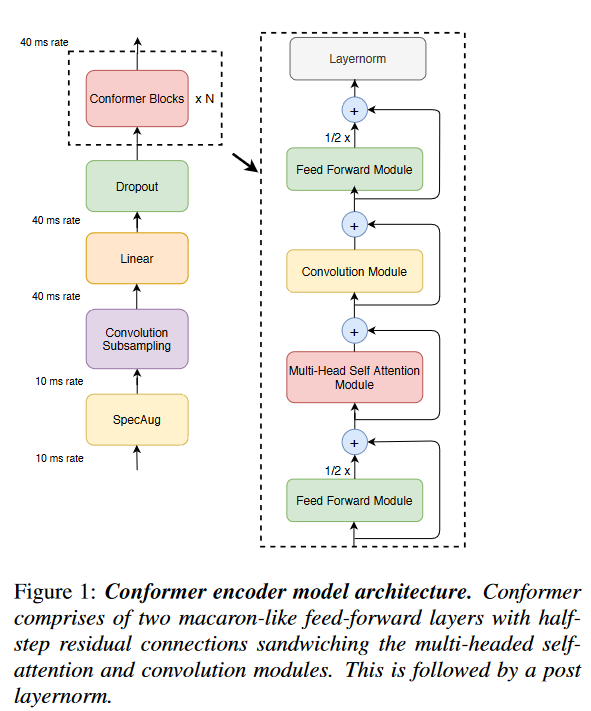 40 ms rate
Conformer Blocks
x N
Dropout
40 ms rate
Linear
40 ms rate
Convolution
Subsampling
10 ms rate
SpecAug
10 ms rate
Layernorm
+
1/2 x
Feed Forward Module
+
Convolution Module
+
Multi-Head Self Attention
Module
+
1/2 x
Feed Forward Module
Figure 1: Conformer encoder model architecture. Conformer
comprises of two macaron-like feed-forward layers with half-
step residual connections sandwiching the multi-headed self-
attention and convolution modules. This is followed by a post
layernorm.